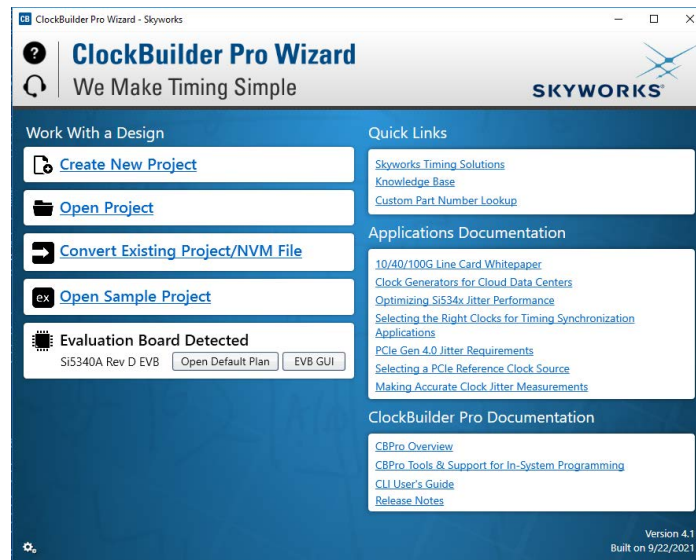 CB ClockBuilder Pro Wizard - Skyworks
ClockBuilder Pro Wizard
We Make Timing Simple
SKYWORKS®
Work With a Design
Create New Project
Open Project
Convert Existing Project/NVM File
ex Open Sample Project
Evaluation Board Detected
Si5340A Rev D EVB Open Default Plan EVB GUI
Quick Links
Skyworks Timing Solutions
Knowledge Base
Custom Part Number Lookup
Applications Documentation
10/40/100G Line Card Whitepaper
Clock Generators for Cloud Data Centers
Optimizing Si534x Jitter Performance
Selecting the Right Clocks for Timing Synchronization
Applications
PCIe Gen 4.0 Jitter Requirements
Selecting a PCIe Reference Clock Source
Making Accurate Clock Jitter Measurements
ClockBuilder Pro Documentation
CBPro Overview
CBPro Tools & Support for In-System Programming
CLI User's Guide
Release Notes
Version 4.1
Built on 9/22/2021